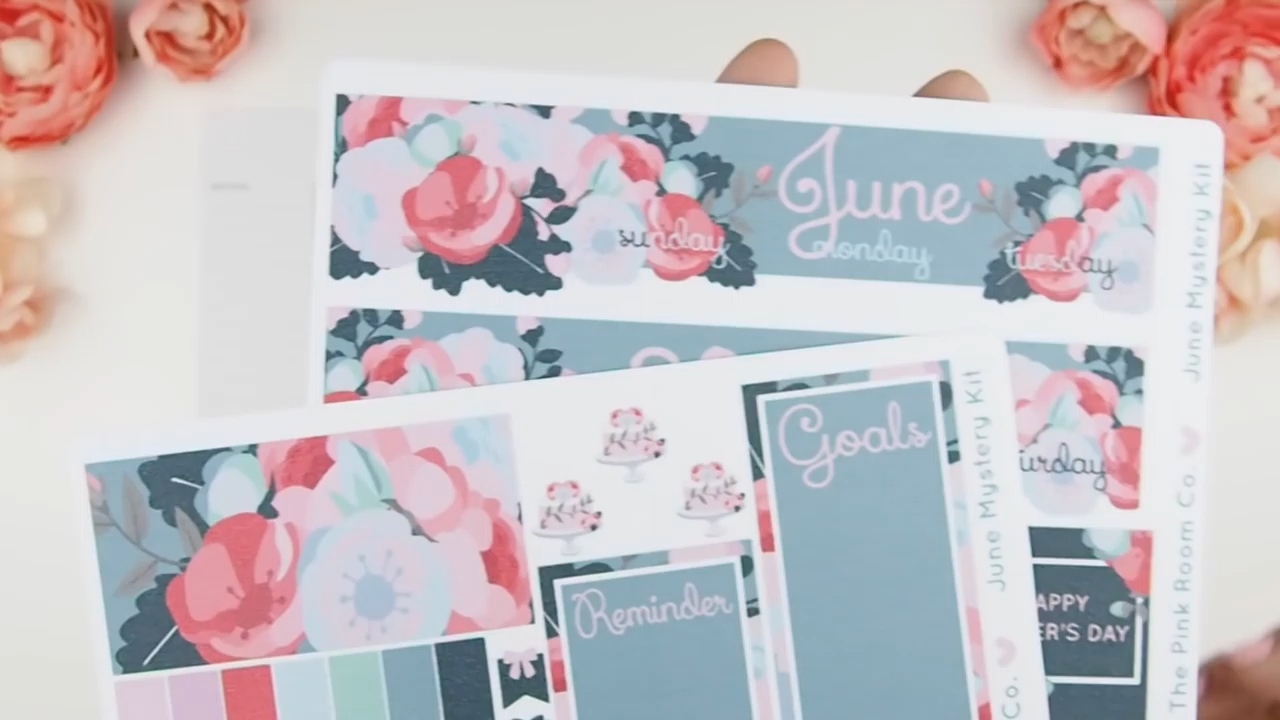 June
sunday monday tuesday
June Mystery Kit
The Pink Room Co.
urday
APPY
ER'S DAY
Goals
Reminder
June Mystery Kit
Co.